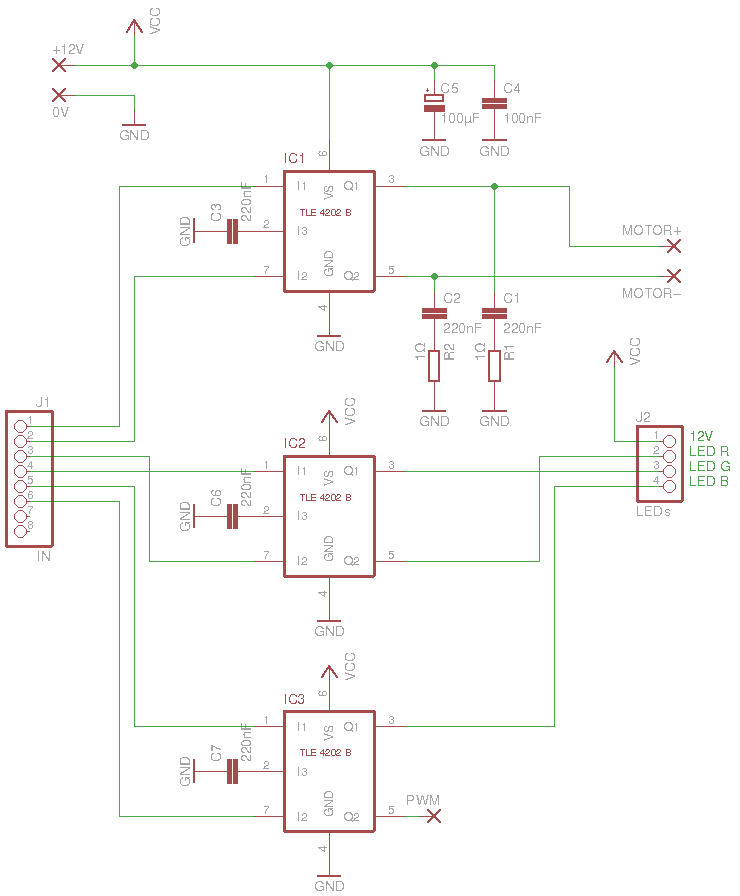 VCC
+12V
0V
GND
C5
100µF
GND
C4
100nF
GND
IC1
6
1
I1
VS
Q1
3
TLE 4202 B
GND
C3
220nF
2
I3
7
I2
GND
Q2
5
4
GND
MOTOR+
MOTOR–
C2
220nF
1Ω
R2
GND
C1
220nF
1Ω
R1
GND
J1
1
2
3
4
5
6
7
8
IN
VCC
6
IC2
1
I1
VS
Q1
3
TLE 4202 B
GND
C6
220nF
2
I3
7
I2
GND
Q2
5
4
GND
VCC
J2
1
2
3
4
12V
LED R
LED G
LED B
LEDs
VCC
6
IC3
1
I1
VS
Q1
3
TLE 4202 B
GND
C7
220nF
2
I3
7
I2
GND
Q2
5
PWM
4
GND